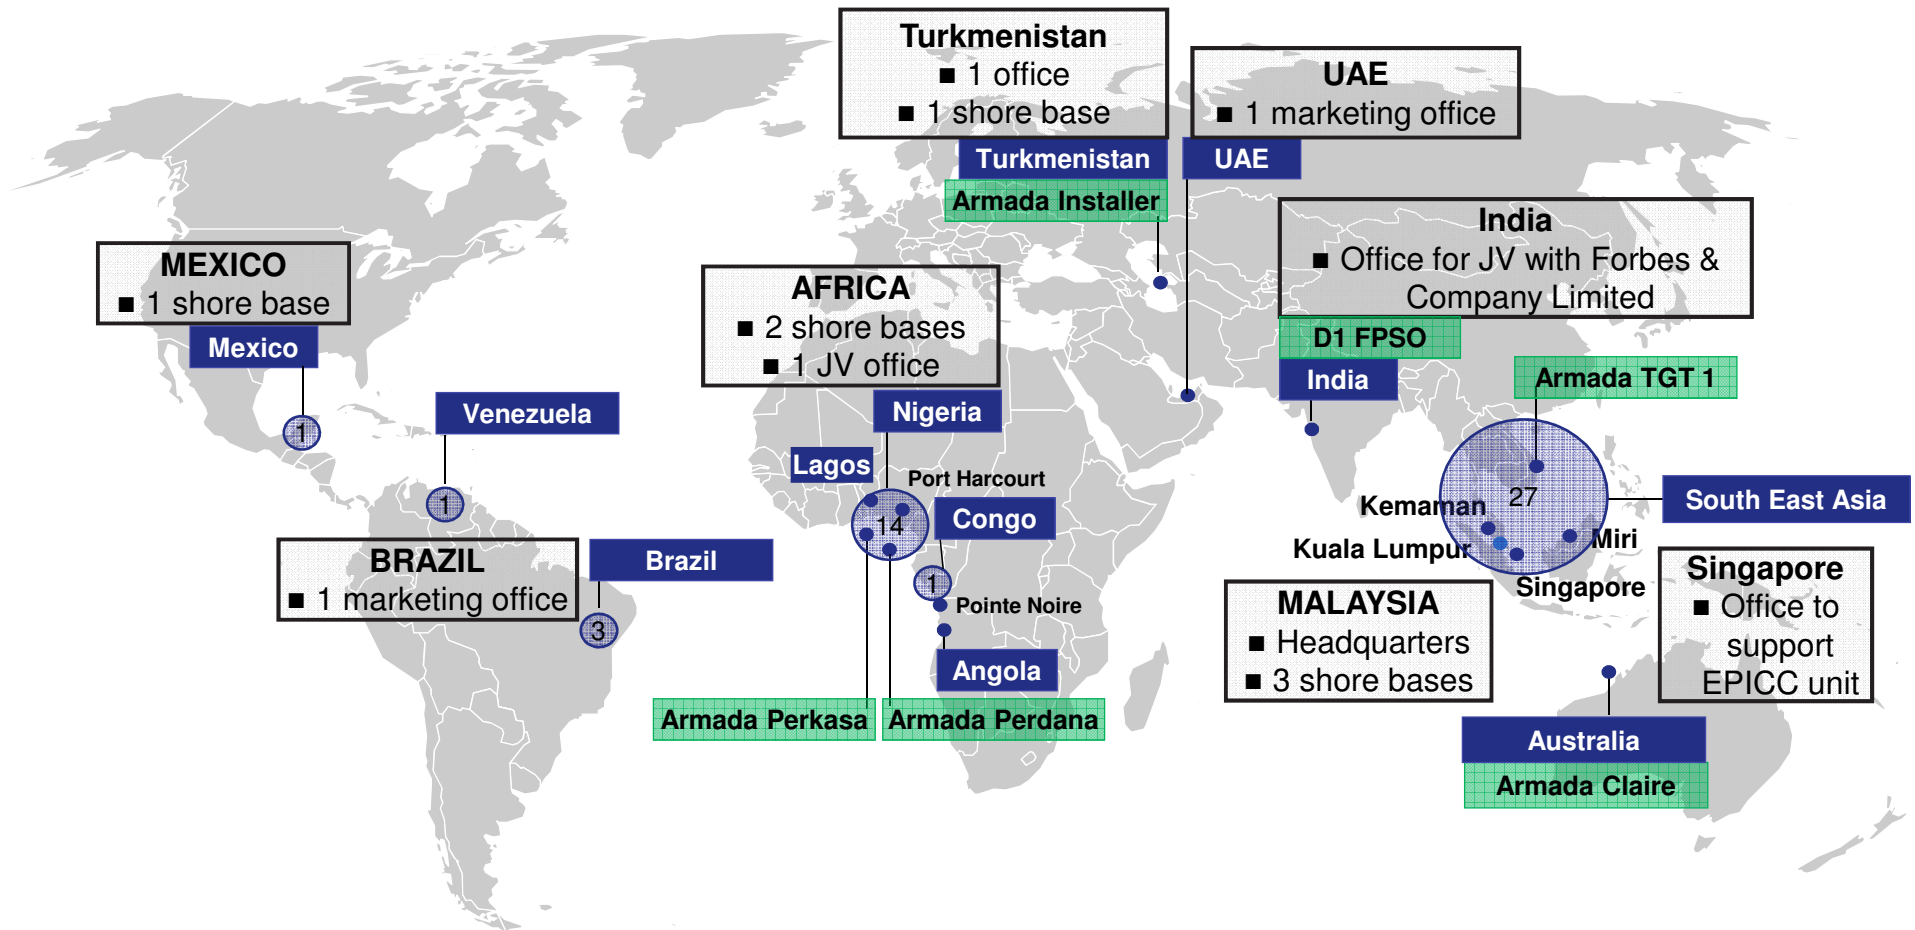 Turkmenistan
■ 1 office
■ 1 shore base
UAE
■ 1 marketing office
Turkmenistan
UAE
Armada Installer
India
■ Office for JV with Forbes &
Company Limited
MEXICO
■ 1 shore base
Mexico
AFRICA
■ 2 shore bases
■ 1 JV office
D1 FPSO
India
Armada TGT 1
Venezuela
Nigeria
1
Lagos
Port Harcourt
1
14
Congo
27
South East Asia
Kemaman
Kuala Lumpur
Miri
Singapore
BRAZIL
■ 1 marketing office
Brazil
3
1
Pointe Noire
Angola
MALAYSIA
■ Headquarters
■ 3 shore bases
Singapore
■ Office to
support
EPICC unit
Armada Perkasa
Armada Perdana
Australia
Armada Claire